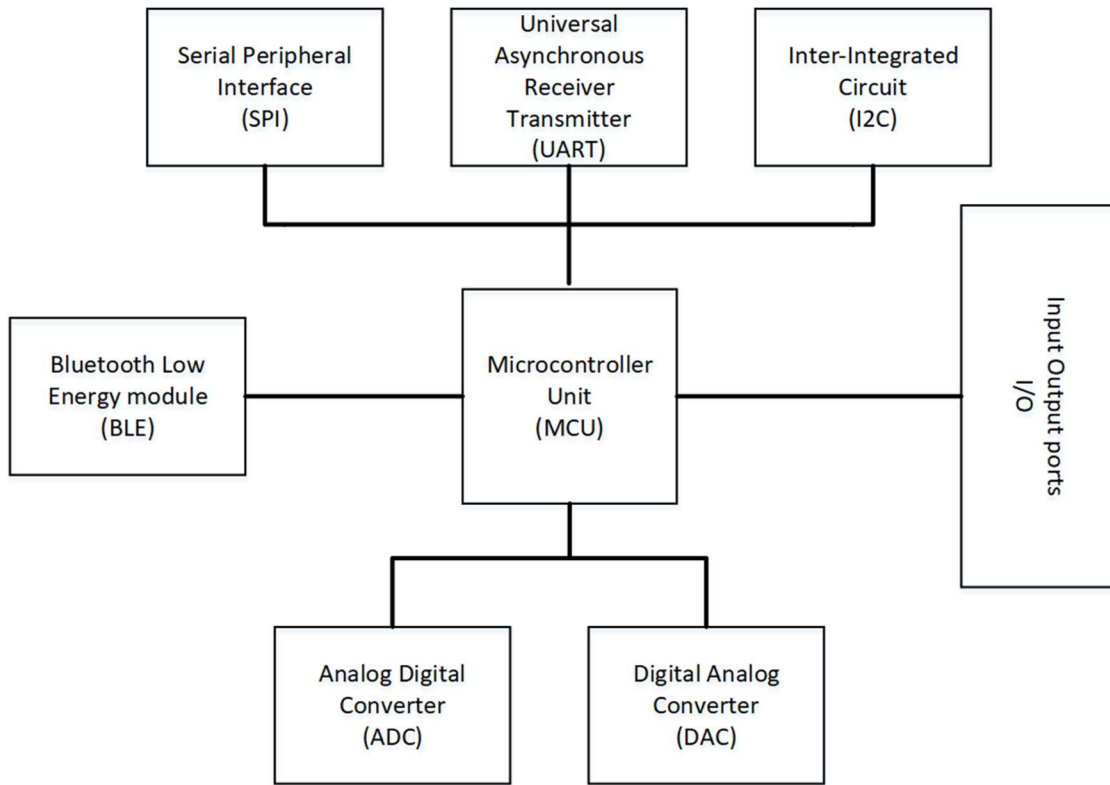 Serial Peripheral
Interface
(SPI)
Universal
Asynchronous
Receiver
Transmitter
(UART)
Inter-Integrated
Circuit
(I2C)
Bluetooth Low
Energy module
(BLE)
Microcontroller
Unit
(MCU)
Input Output ports
I/O
Analog Digital
Converter
(ADC)
Digital Analog
Converter
(DAC)